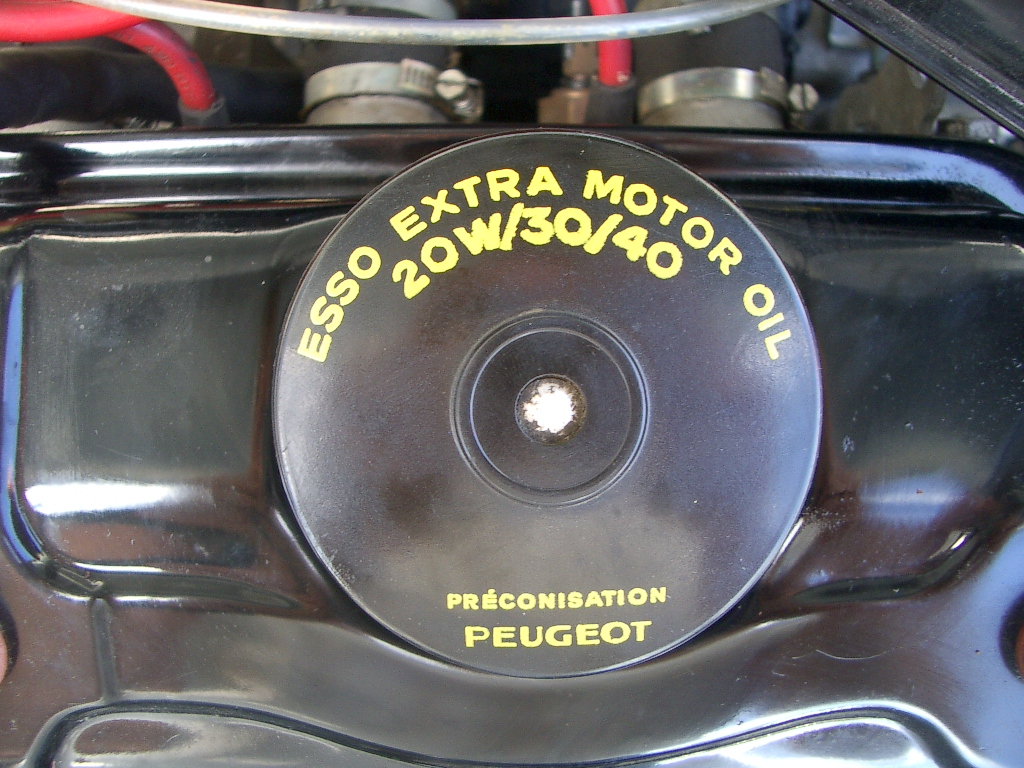 ESSO EXTRA MOTOR OIL
20W/30/40
PRÉCONISATION
PEUGEOT